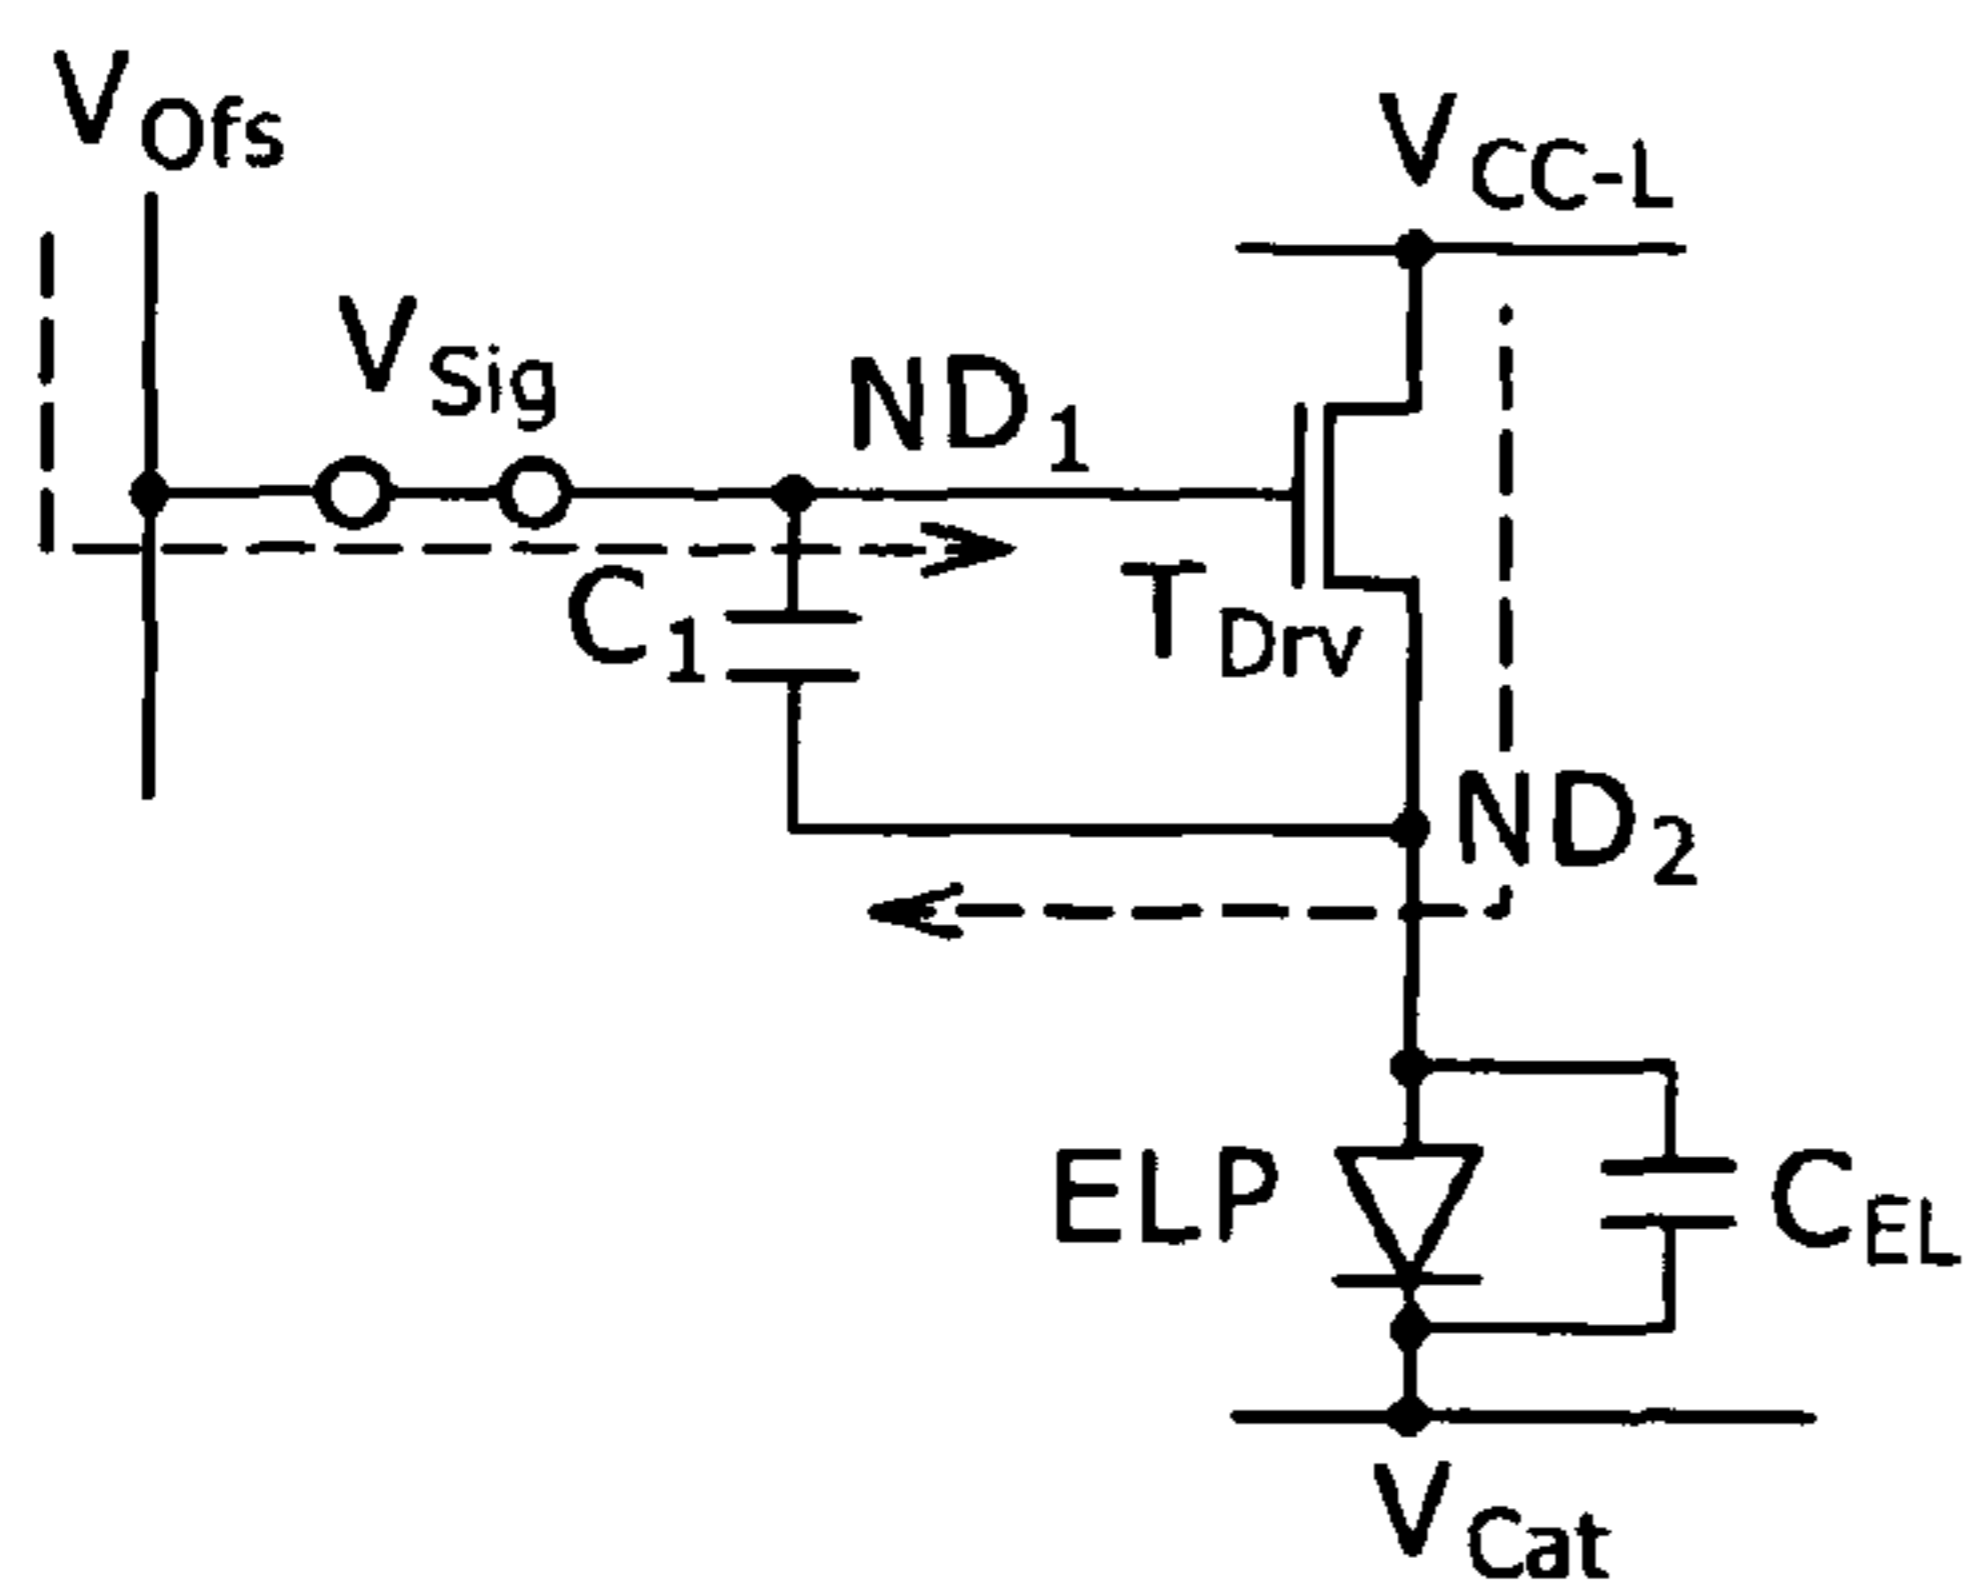 VOfs
VCC-L
VSig
ND1
C1
TDrv
ND2
ELP
CEL
VCat